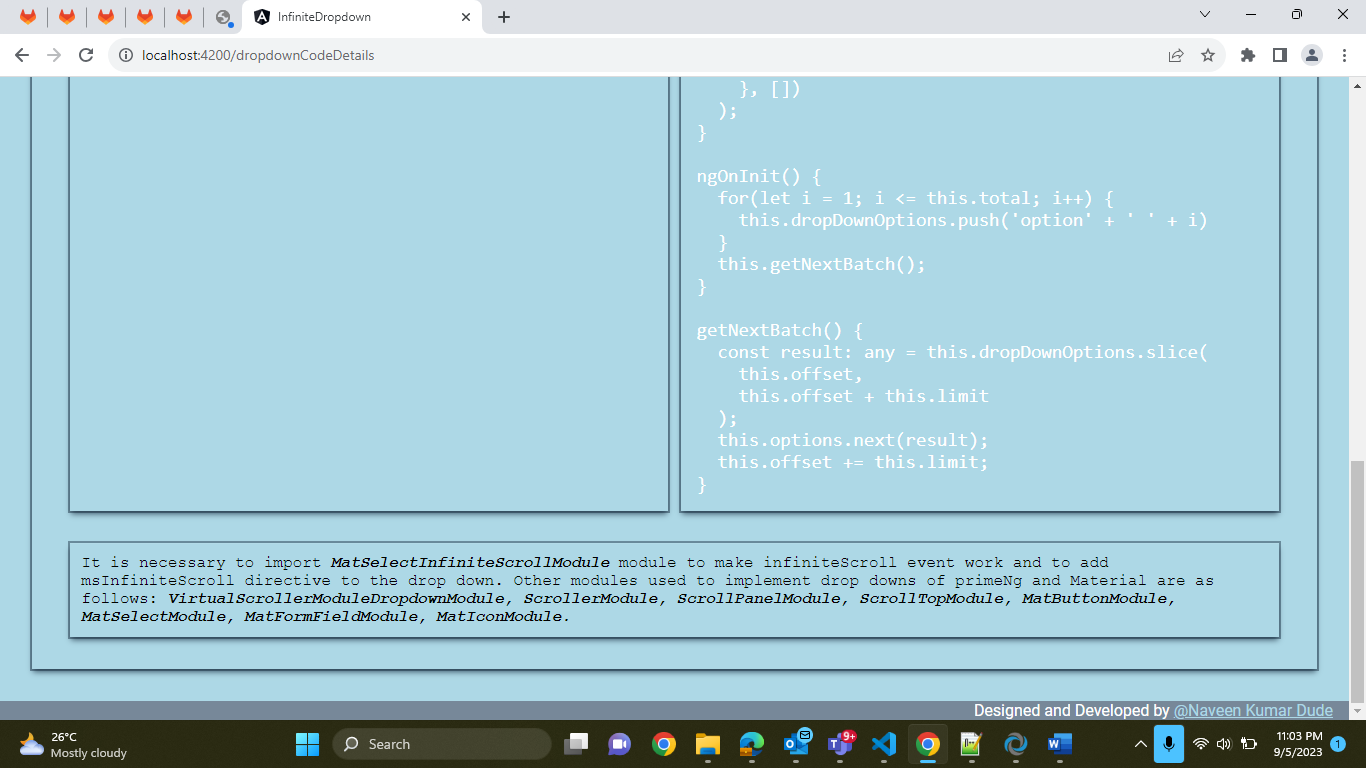 InfiniteDropdown
localhost:4200/dropdownCodeDetails
}, [])
);
}
ngOnInit() {
for(let i = 1; i <= this.total; i++) {
this.dropDownOptions.push('option' + ' ' + i)
}
this.getNextBatch();
}
getNextBatch() {
const result: any = this.dropDownOptions.slice(
this.offset,
this.offset + this.limit
);
this.options.next(result);
this.offset += this.limit;
}
It is necessary to import MatSelectInfiniteScrollModule module to make infiniteScroll event work and to add
msInfiniteScroll directive to the drop down. Other modules used to implement drop downs of primeNg and Material are as
follows: VirtualScrollerModuleDropdownModule, ScrollerModule, ScrollPanelModule, ScrollTopModule, MatButtonModule,
MatSelectModule, MatFormFieldModule, MatIconModule.
Designed and Developed by @Naveen Kumar Dude
26°C
Mostly cloudy
Search
9+
11:03 PM
9/5/2023
1